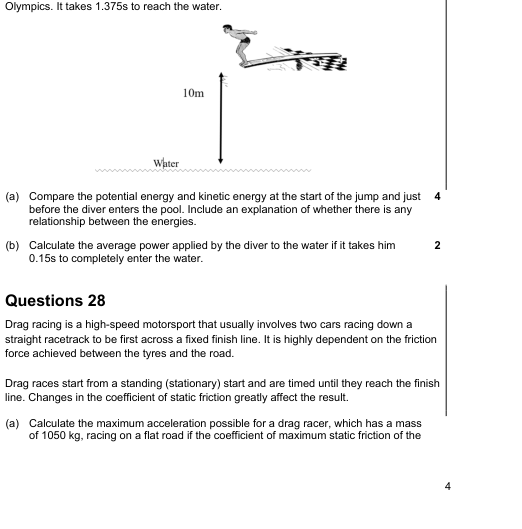 Olympics. It takes 1.375s to reach the water.
10m
Water
(a) Compare the potential energy and kinetic energy at the start of the jump and just 4
before the diver enters the pool. Include an explanation of whether there is any
relationship between the energies.
(b) Calculate the average power applied by the diver to the water if it takes him 2
0.15s to completely enter the water.
Questions 28
Drag racing is a high-speed motorsport that usually involves two cars racing down a
straight racetrack to be first across a fixed finish line. It is highly dependent on the friction
force achieved between the tyres and the road.
Drag races start from a standing (stationary) start and are timed until they reach the finish
line. Changes in the coefficient of static friction greatly affect the result.
(a) Calculate the maximum acceleration possible for a drag racer, which has a mass
of 1050 kg, racing on a flat road if the coefficient of maximum static friction of the
4